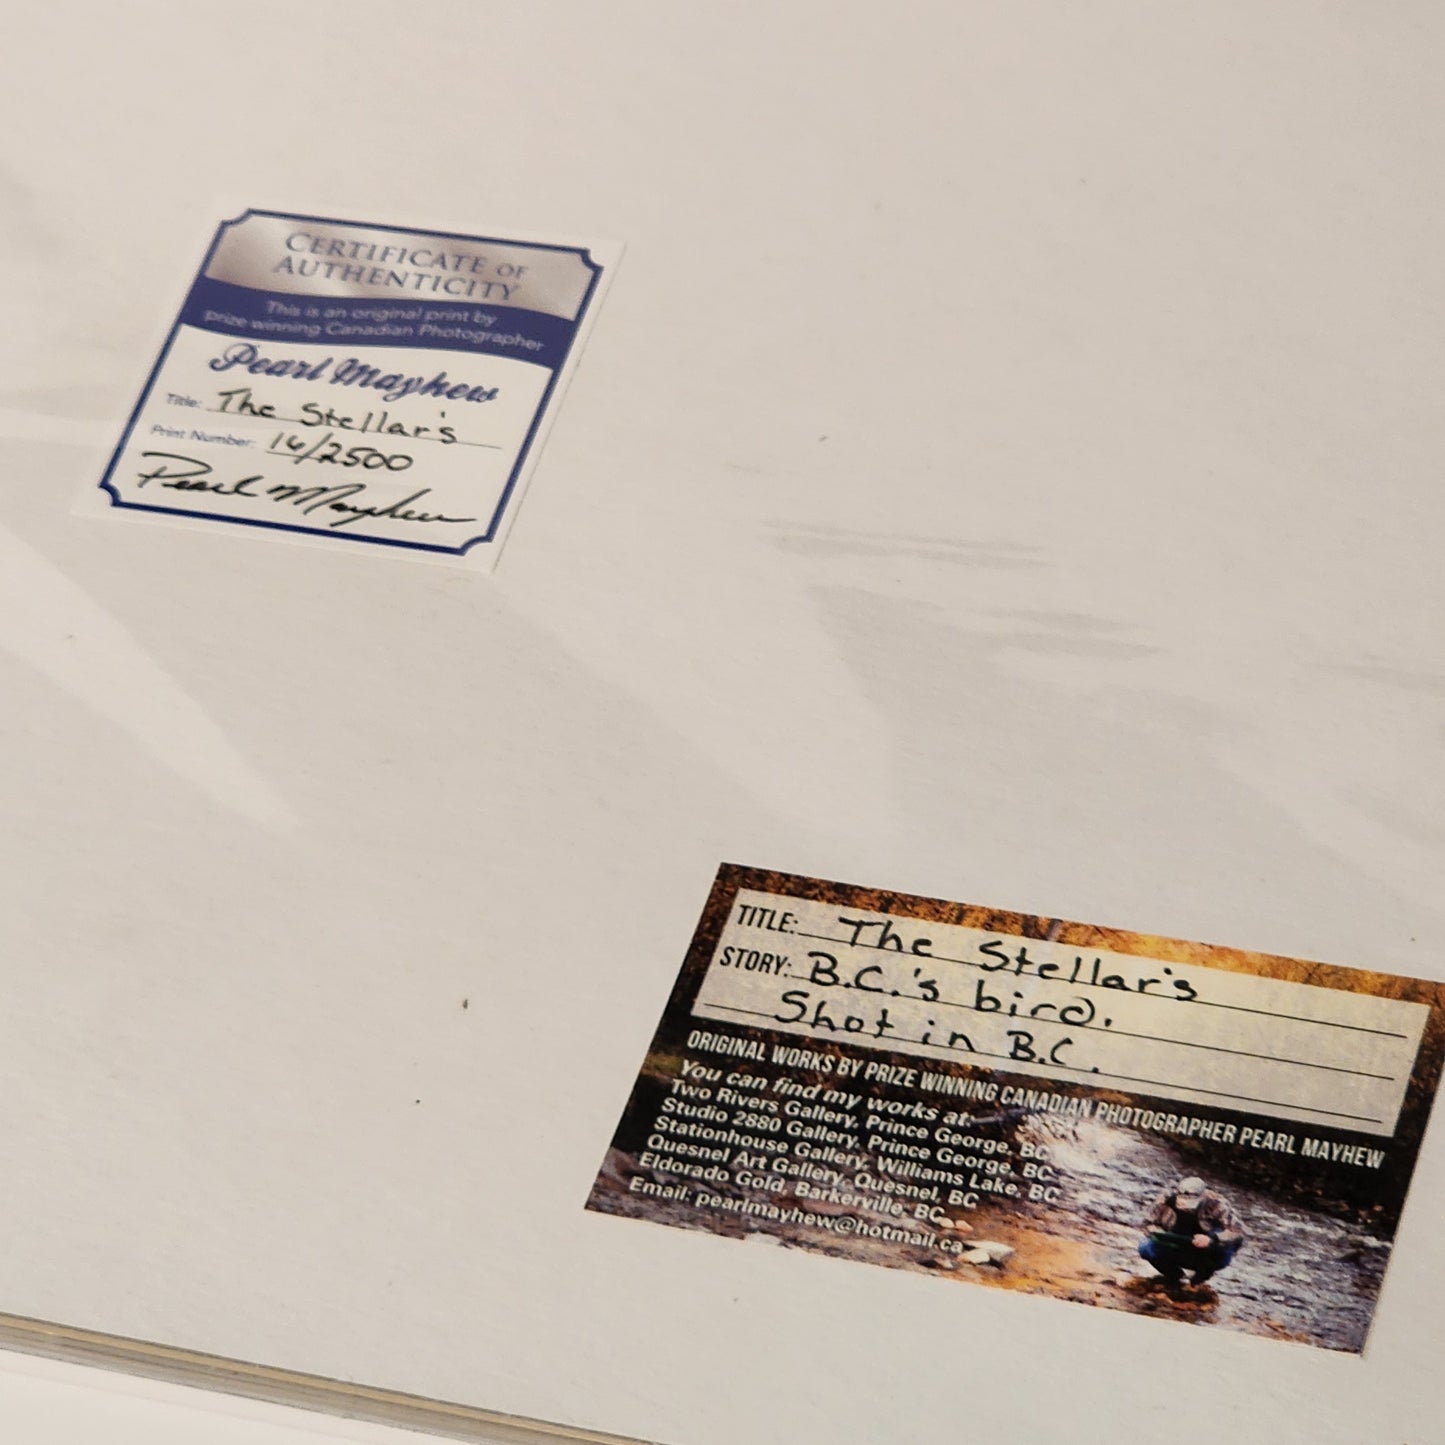 CERTIFICATE OF
AUTHENTICITY
This is an original print by
prize winning Canadian Photographer
Pearl Mayhew
Title: The Stellar's
Print Number: 16/2500
Pearl Mayhew
TITLE: The Stellar's
STORY: B.C.'s bird.
Shot in B.C.
ORIGINAL WORKS BY PRIZE WINNING CANADIAN PHOTOGRAPHER PEARL MAYHEW
You can find my works at:
Two Rivers Gallery, Prince George, BC
Studio 2880 Gallery, Prince George, BC
Stationhouse Gallery, Williams Lake, BC
Quesnel Art Gallery, Quesnel, BC
Eldorado Gold, Barkerville, BC
Email: pearlmayhew@hotmail.ca